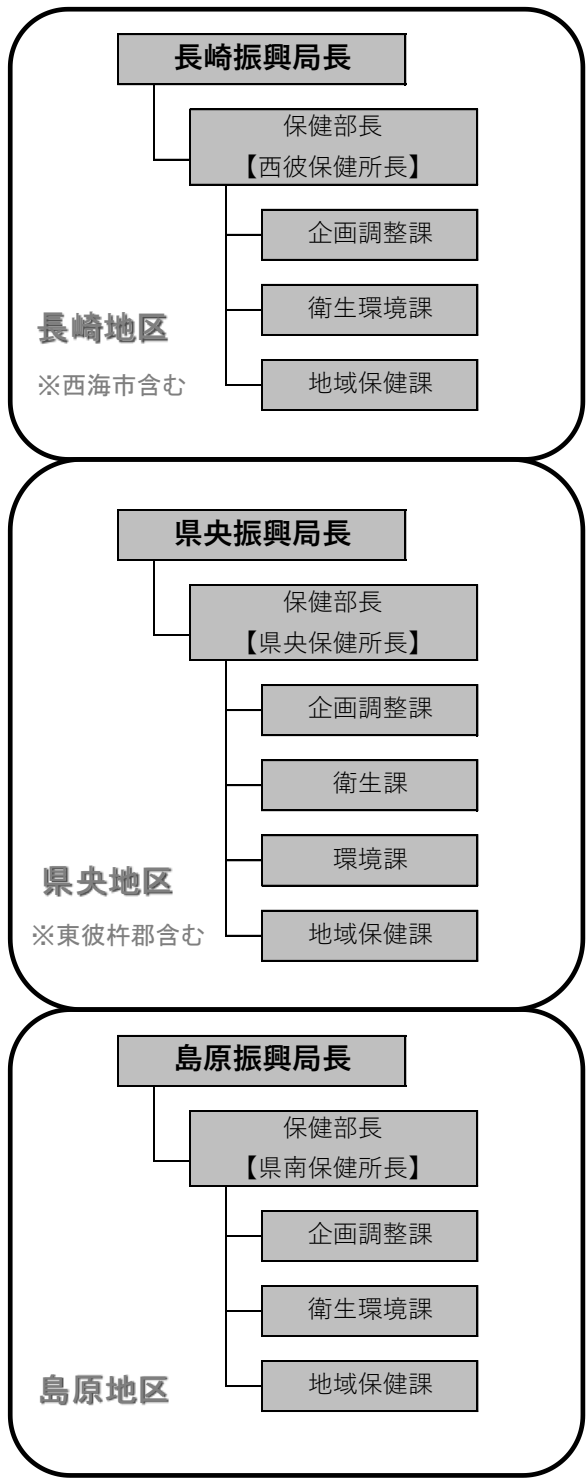 長崎振興局長
保健部長
【西彼保健所長】
企画調整課
衛生環境課
長崎地区
※西海市含む
地域保健課
県央振興局長
保健部長
【県央保健所長】
企画調整課
衛生課
環境課
県央地区
※東彼杵郡含む
地域保健課
島原振興局長
保健部長
【県南保健所長】
企画調整課
衛生環境課
地域保健課
島原地区